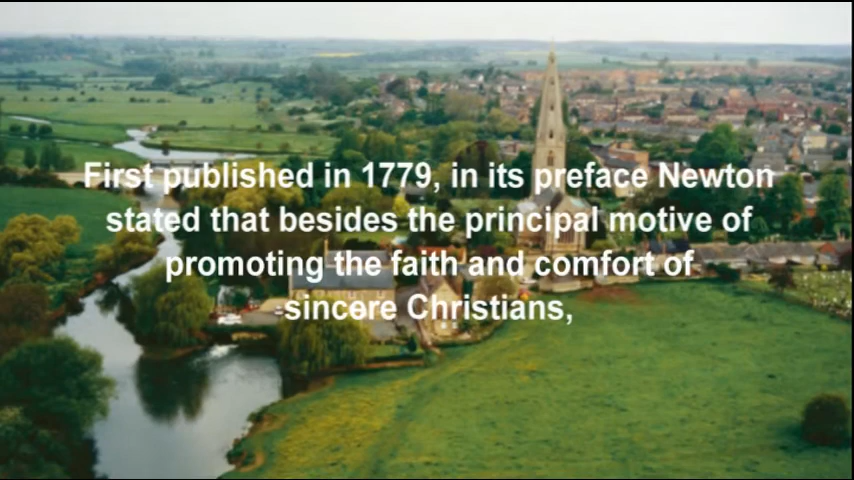 First published in 1779, in its preface Newton
stated that besides the principal motive of
promoting the faith and comfort of
sincere Christians,